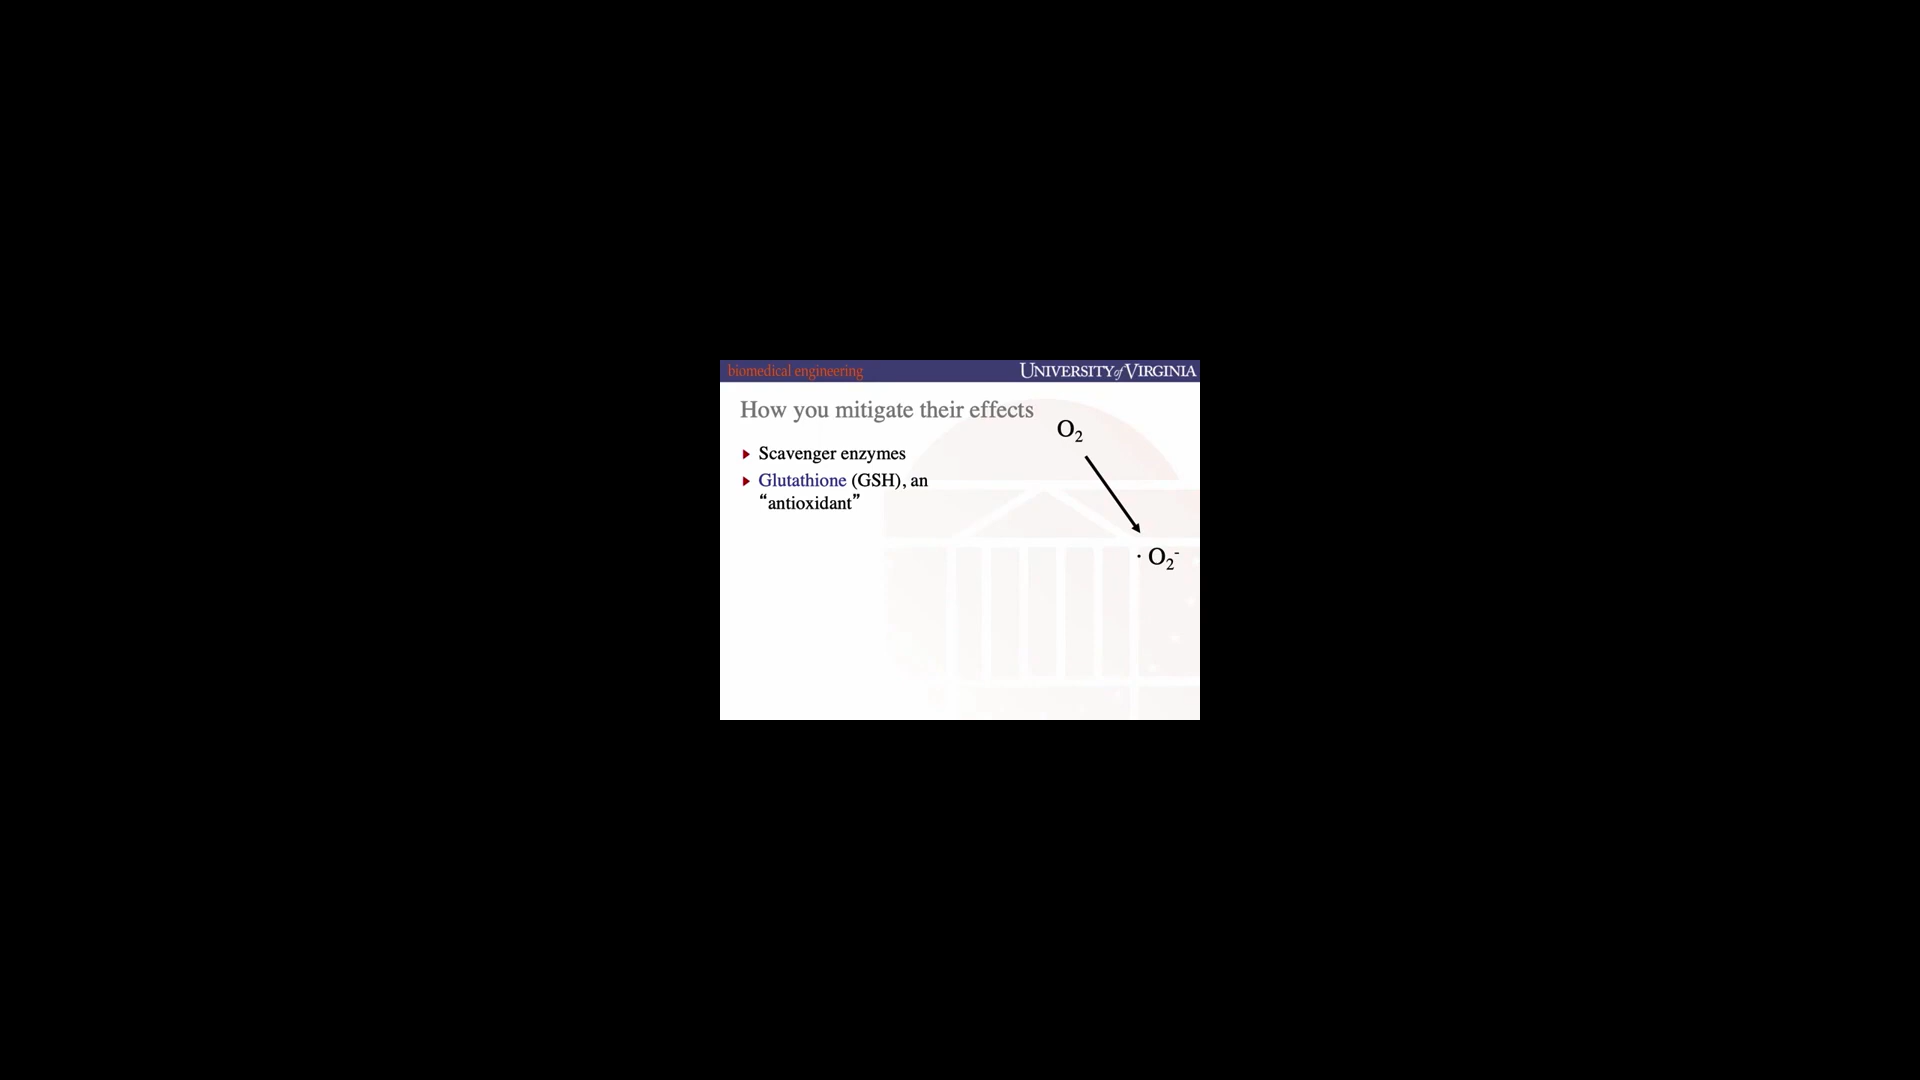 biomedical engineering
UNIVERSITY of VIRGINIA
How you mitigate their effects
O₂
Scavenger enzymes
Glutathione (GSH), an
“antioxidant”
· O₂⁻